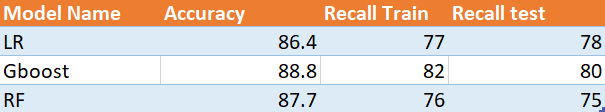 Model Name Accuracy Recall Train Recall test
LR 86.4 77 78
Gboost 88.8 82 80
RF 87.7 76 75